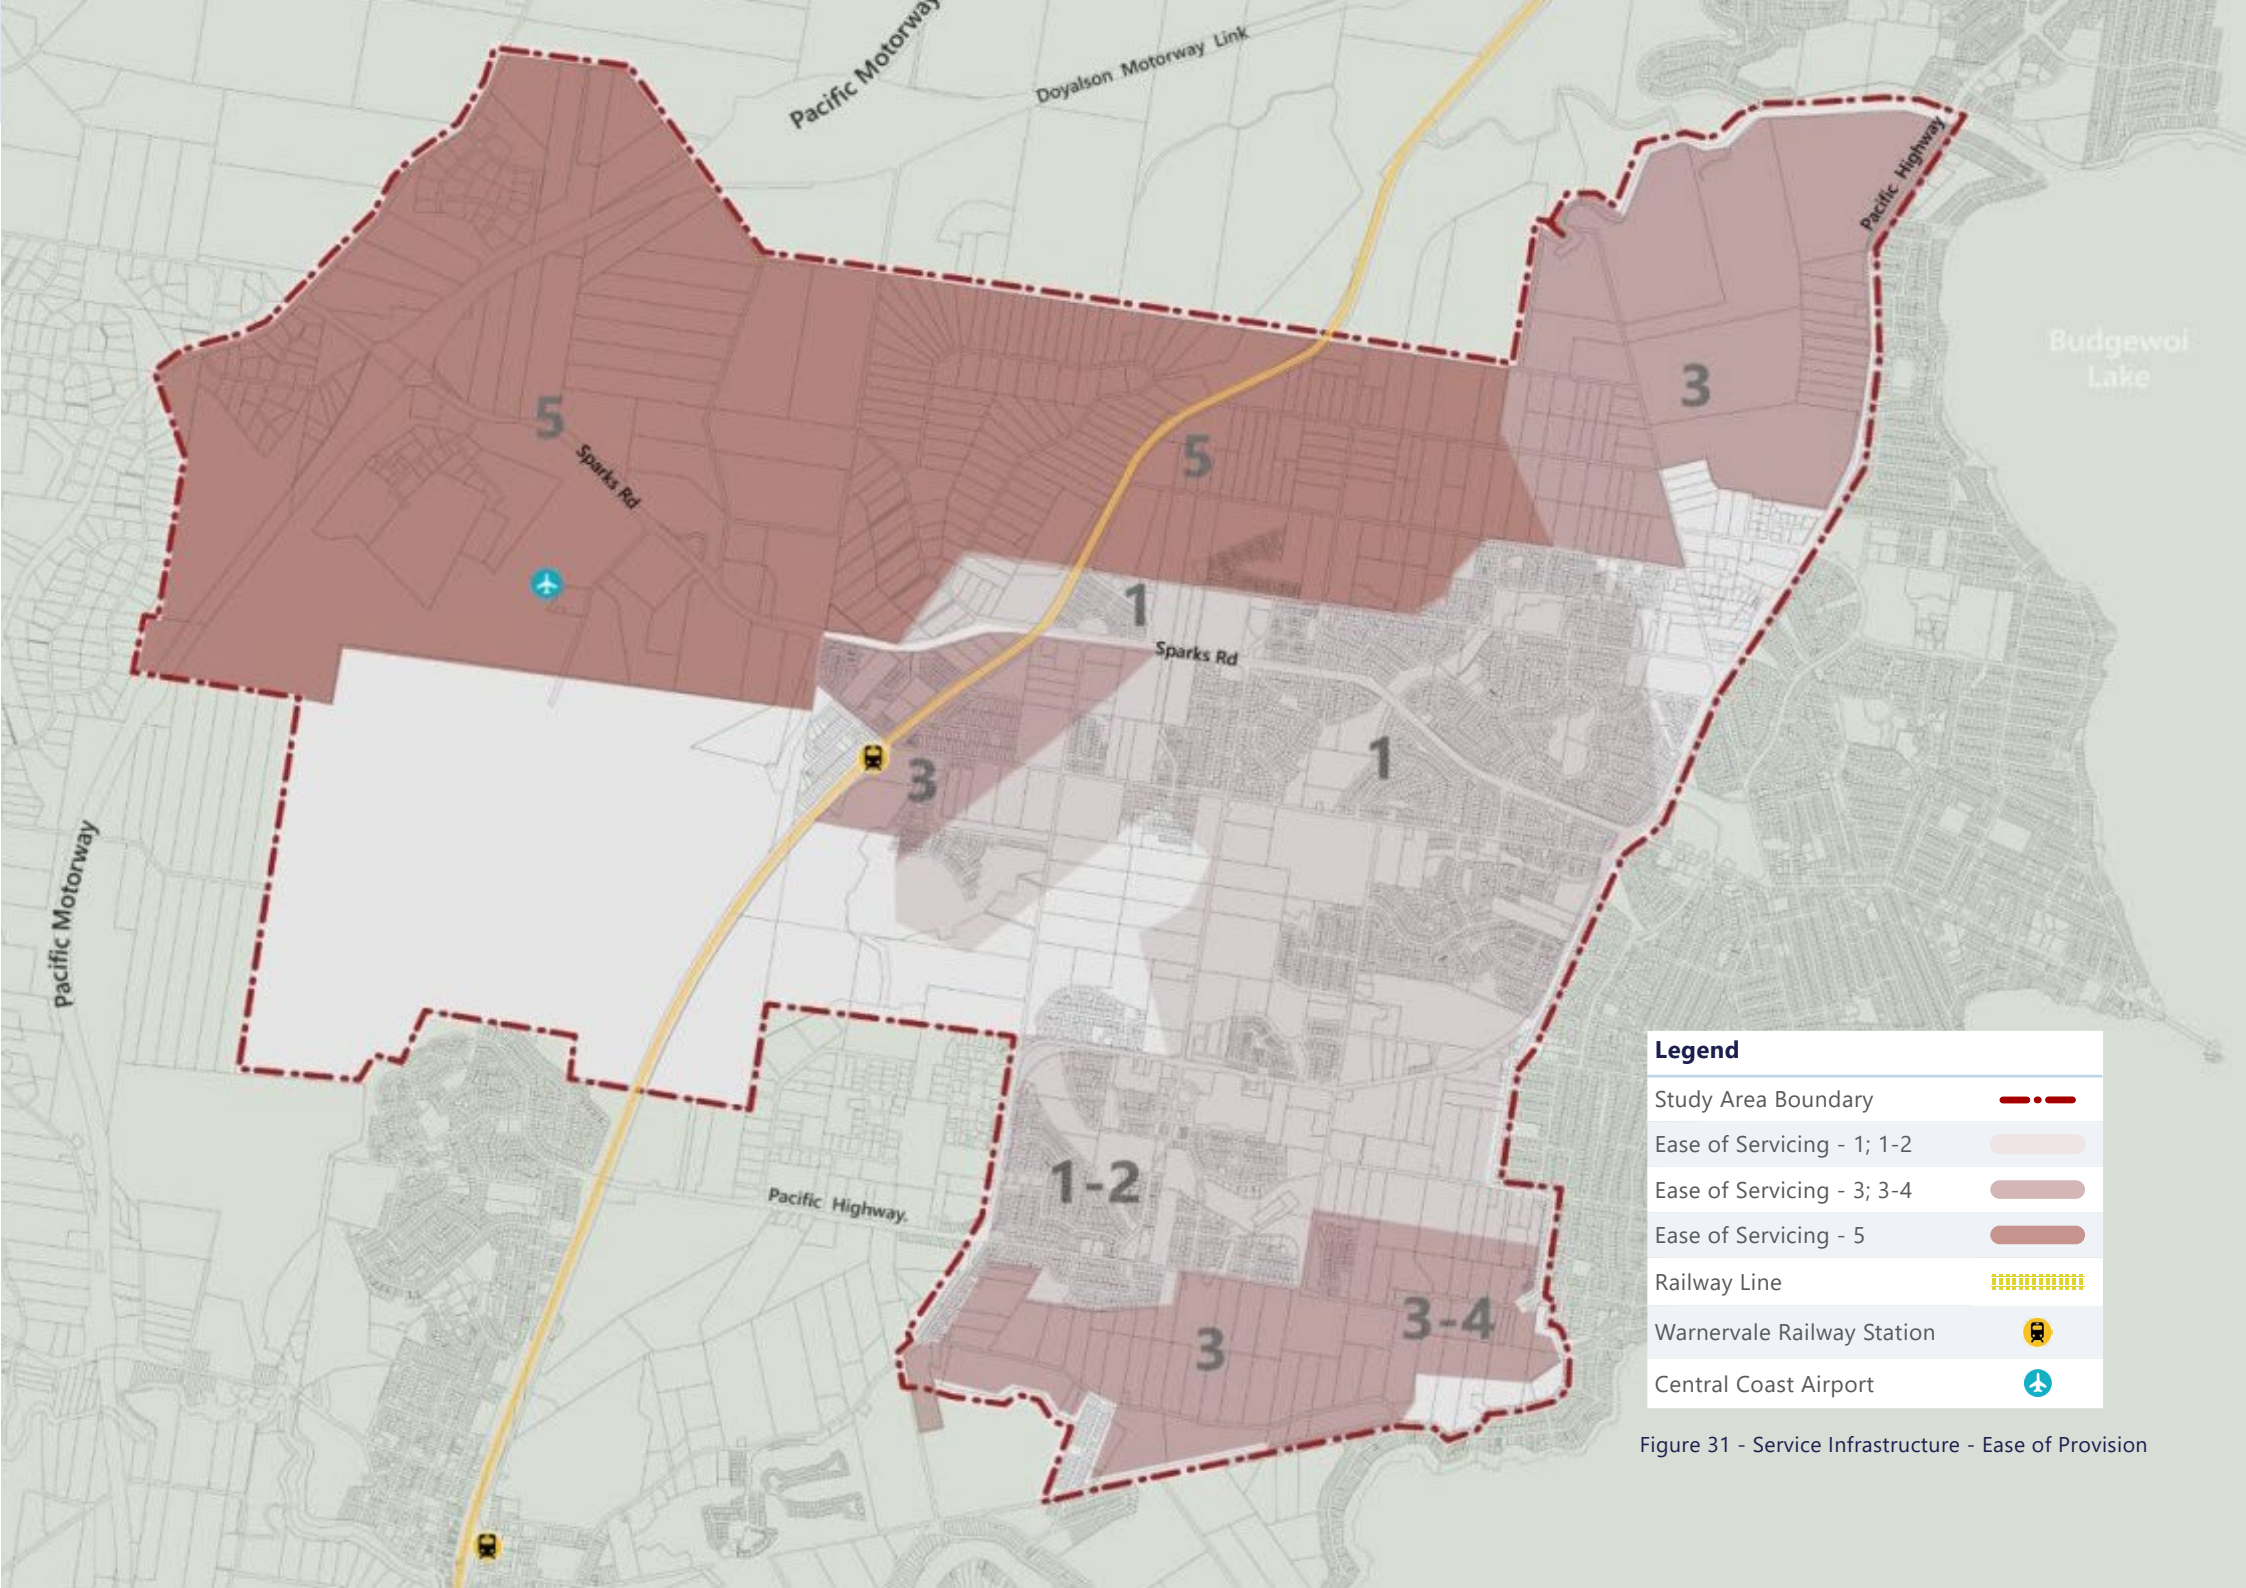 Pacific Motorway
Doyalson Motorway Link
Pacific Highway
Budgewoi
Lake
3
5
Sparks Rd
5
1
Sparks Rd
3
1
Pacific Motorway
1-2
Pacific Highway.
3
3-4
Legend
Study Area Boundary
Ease of Servicing - 1; 1-2
Ease of Servicing - 3; 3-4
Ease of Servicing - 5
Railway Line
Warnervale Railway Station
Central Coast Airport
Figure 31 - Service Infrastructure - Ease of Provision